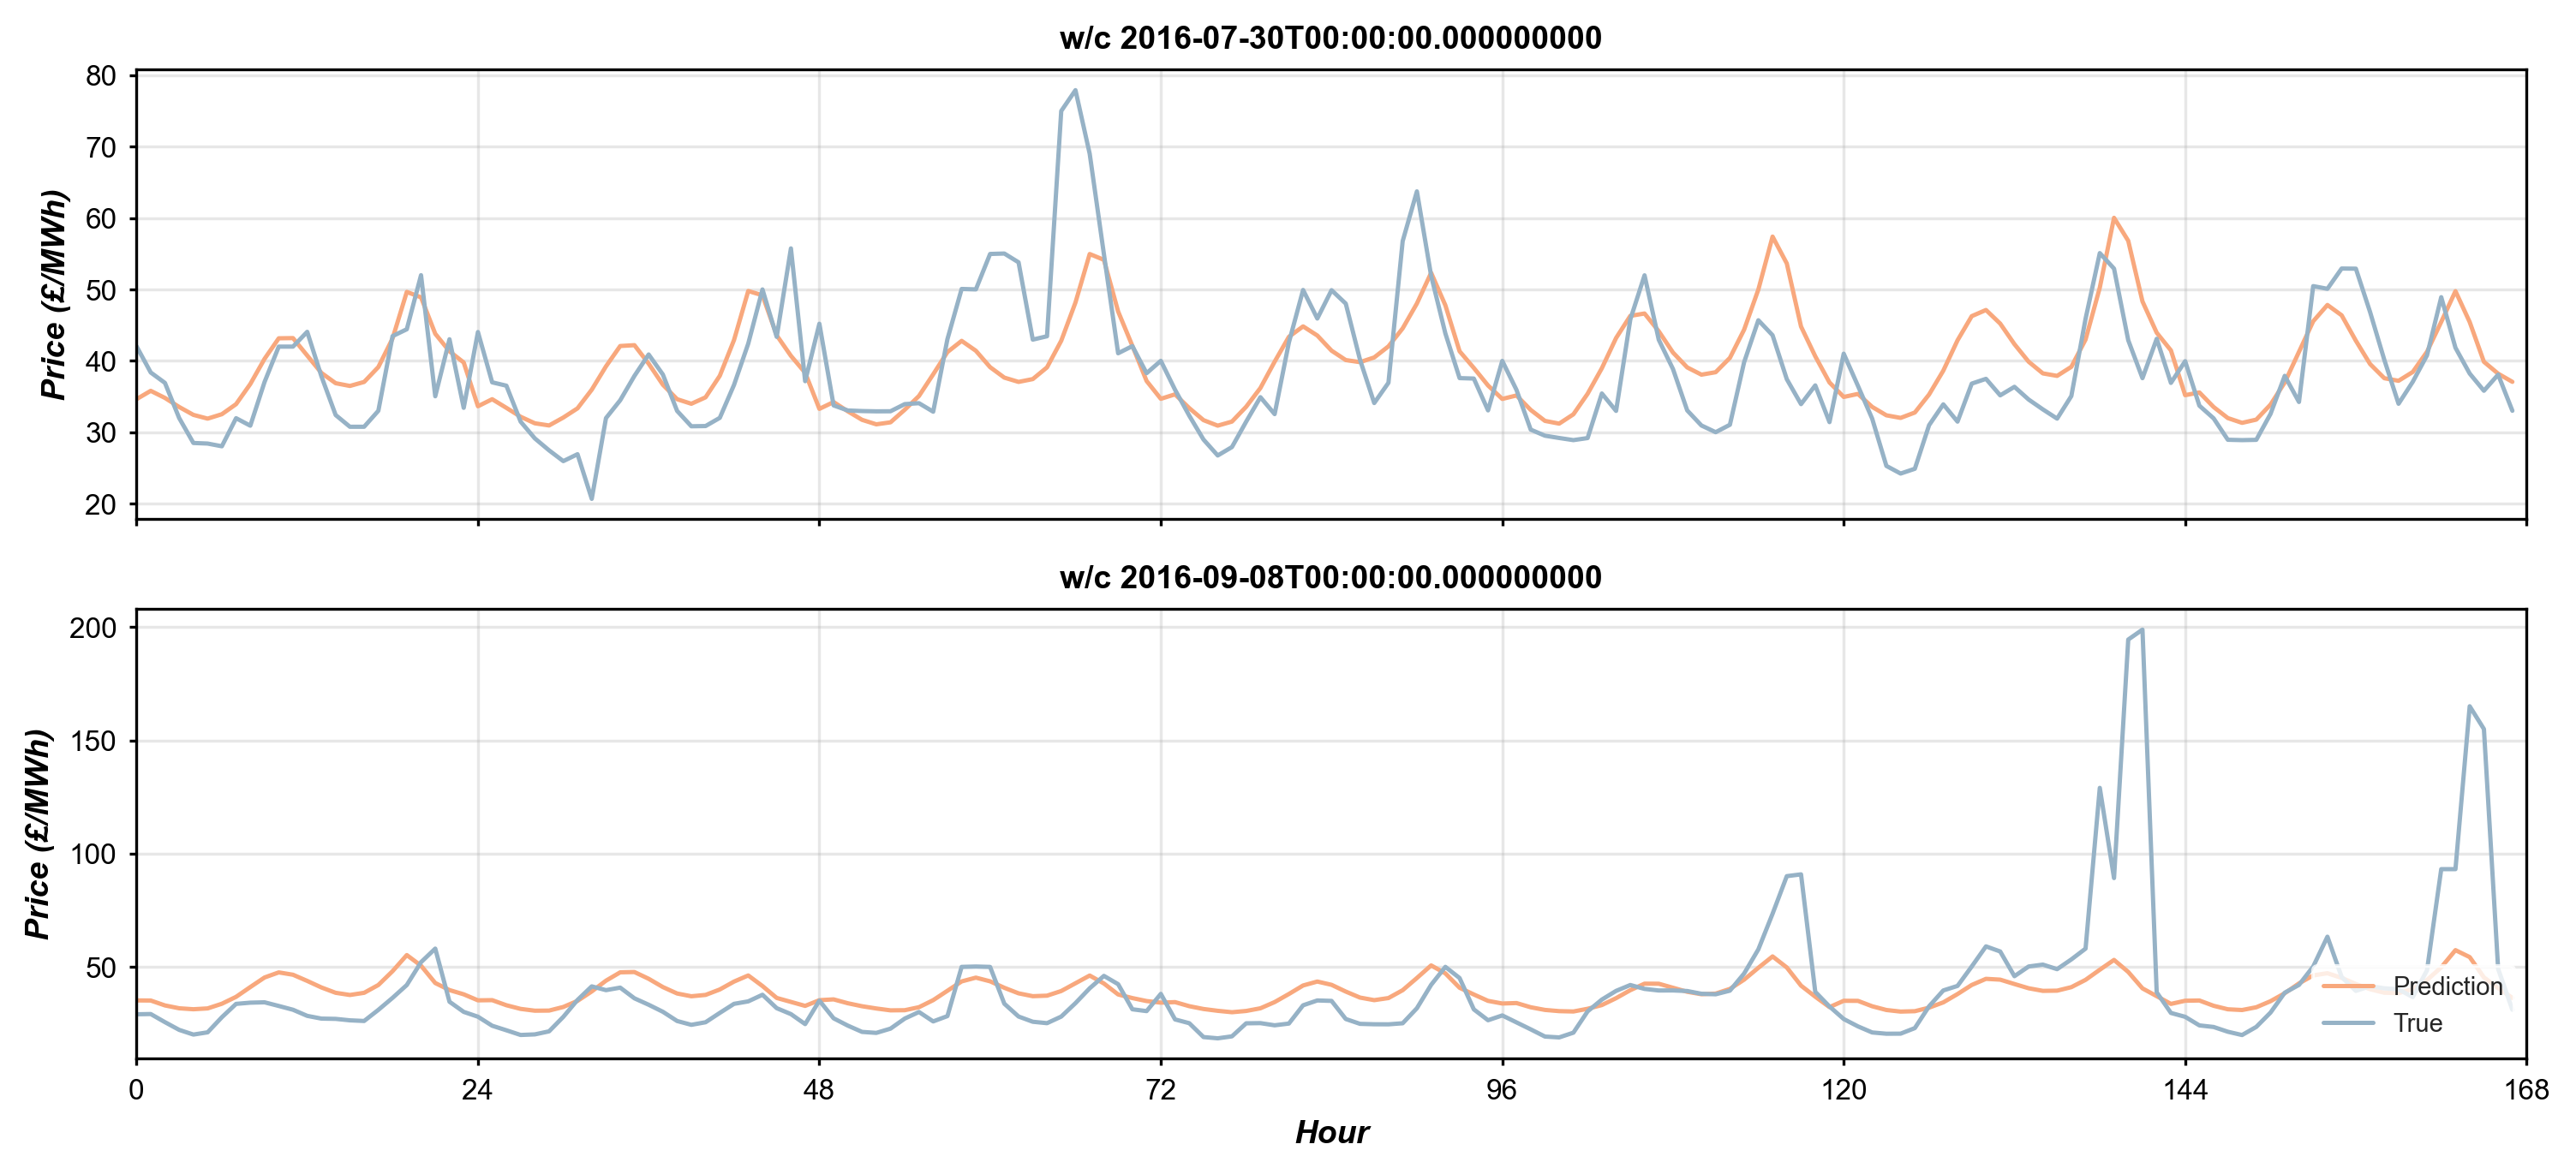 w/c 2016-07-30T00:00:00.000000000
Price (£/MWh)
80
70
60
50
40
30
20
w/c 2016-09-08T00:00:00.000000000
Price (£/MWh)
200
150
100
50
Prediction
True
0 24 48 72 96 120 144 168
Hour